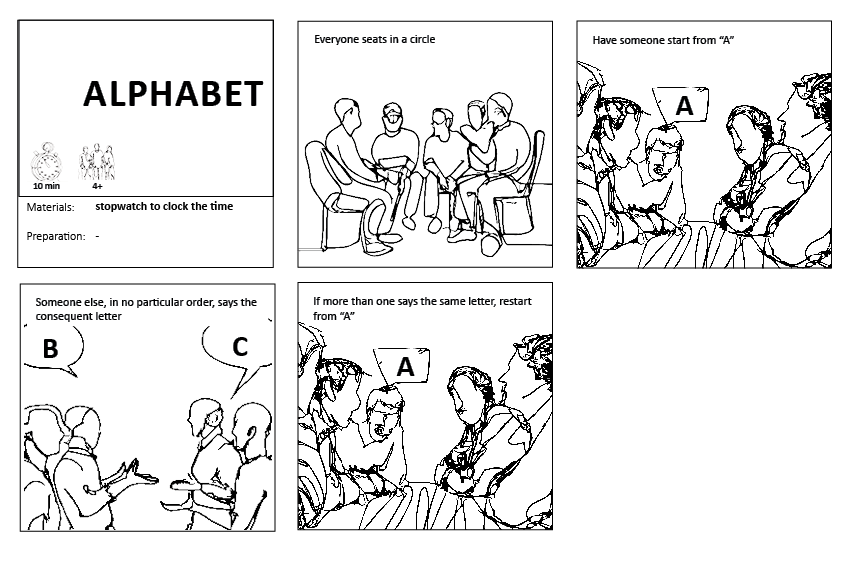 ALPHABET
10 min 4+
Materials: stopwatch to clock the time
Preparation: -
Everyone seats in a circle
Have someone start from “A”
A
Someone else, in no particular order, says the
consequent letter
B
C
If more than one says the same letter, restart
from “A”
A